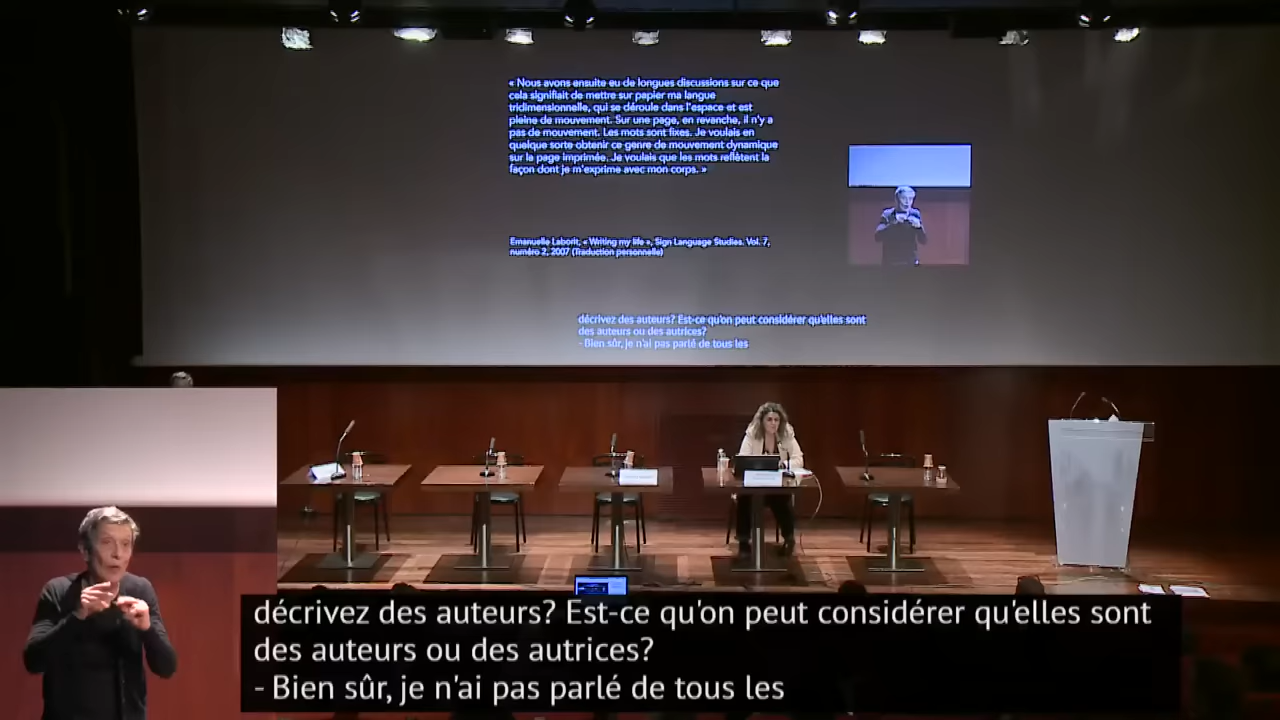 « Nous avons ensuite eu de longues discussions sur ce que
cela signifiait de mettre sur papier ma langue
tridimensionnelle, qui se déroule dans l'espace et est
pleine de mouvement. Sur une page, en revanche, il n'y a
pas de mouvement. Les mots sont fixes. Je voulais en
quelque sorte obtenir ce genre de mouvement dynamique
sur la page imprimée. Je voulais que les mots reflètent la
façon dont je m'exprime avec mon corps. »
Emanuelle Laborit, « Writing my life », Sign Language Studies. Vol. 7,
numéro 2, 2007 (Traduction personnelle)
décrivez des auteurs? Est-ce qu'on peut considérer qu'elles sont
des auteurs ou des autrices?
- Bien sûr, je n'ai pas parlé de tous les
décrivez des auteurs? Est-ce qu'on peut considérer qu'elles sont
des auteurs ou des autrices?
- Bien sûr, je n'ai pas parlé de tous les